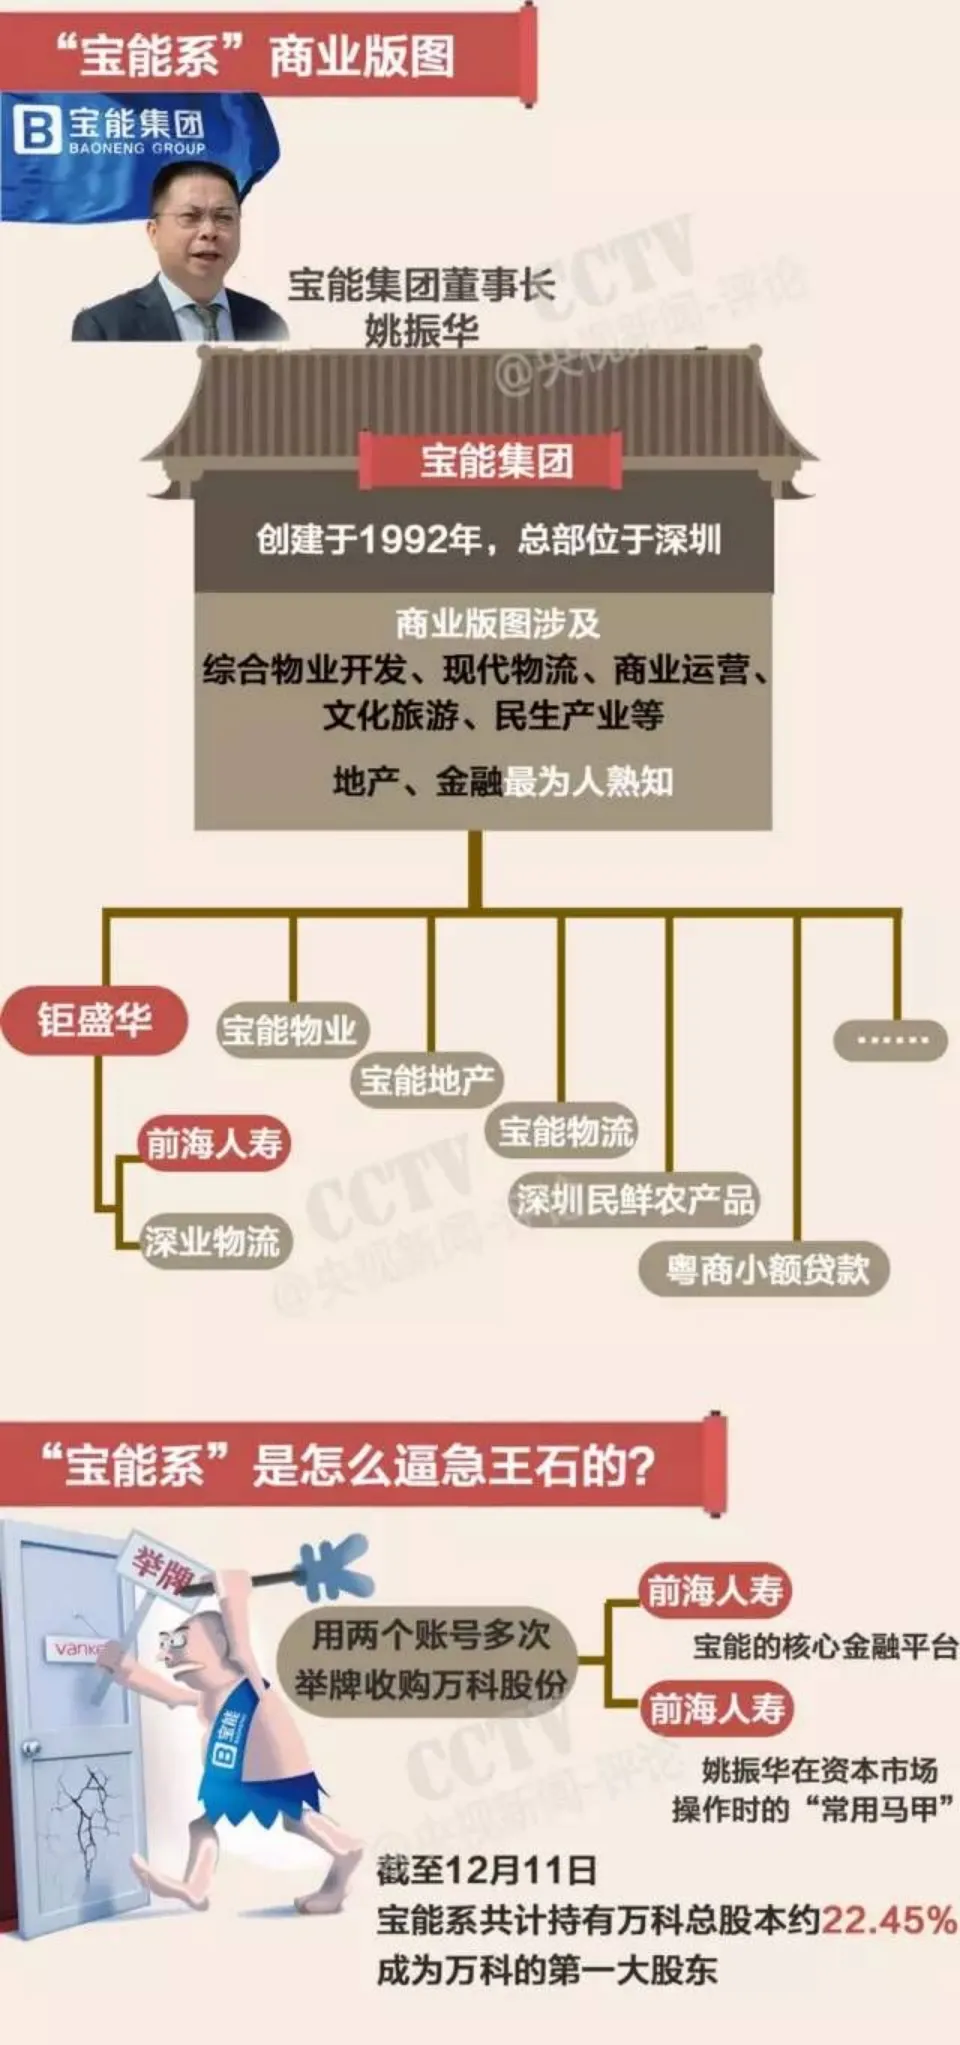 “宝能系”商业版图
宝能集团
BAONENG GROUP
宝能集团董事长
姚振华
CCTV
@央视新闻-评论
宝能集团
创建于1992年，总部位于深圳
商业版图涉及
综合物业开发、现代物流、商业运营、
文化旅游、民生产业等
地产、金融最为人熟知
钜盛华
宝能物业
宝能地产
宝能物流
深圳民鲜农产品
粤商小额贷款
……
前海人寿
深业物流
CCTV
@央视新闻-评论
“宝能系”是怎么逼急王石的？
举牌
vanke
宝能
BAONENG
用两个账号多次
举牌收购万科股份
前海人寿
宝能的核心金融平台
前海人寿
姚振华在资本市场
操作时的“常用马甲”
CCTV
@央视新闻-评论
截至12月11日
宝能系共计持有万科总股本约22.45%
成为万科的第一大股东